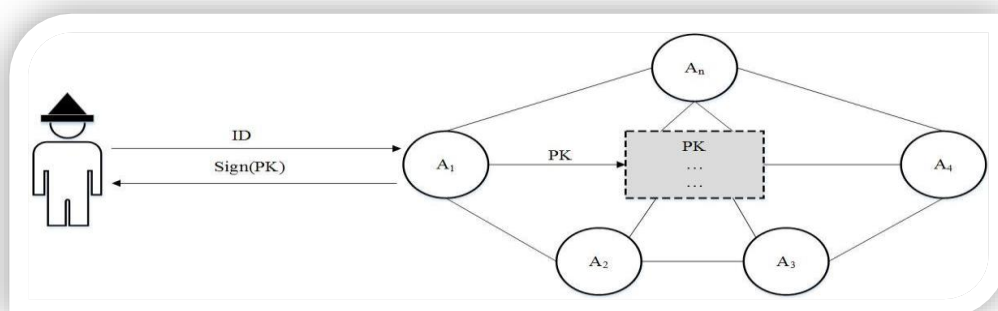 Aₙ
ID
A₁
Sign(PK)
PK
PK
...
...
A₄
A₂
A₃